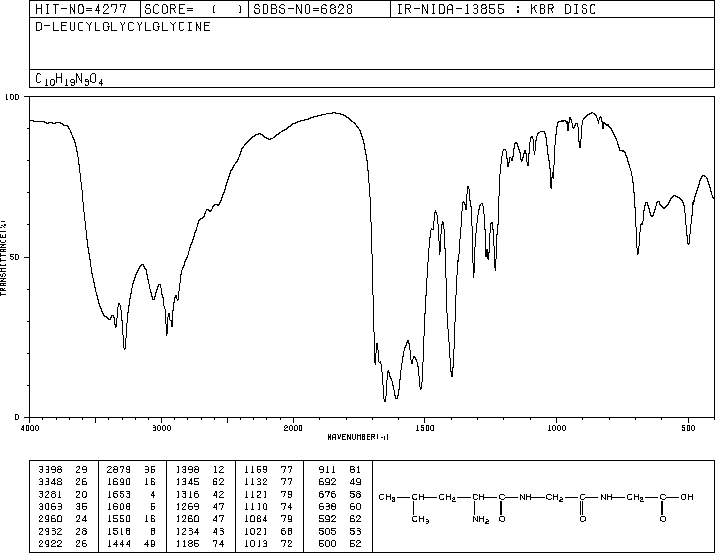 HIT-NO=4277 SCORE= ( ) SDBS-NO=6828 IR-NIDA-13855 : KBR DISC
D-LEUCYLGLYCYLGLYCINE
C10H19N3O4
100
50
0
TRANSMITTANCE(%)
4000 3000 2000 1500 1000 500
WAVENUMBER(-1)
3398 29 2879 36 1398 12 1169 77 911 81
3348 26 1690 16 1345 62 1132 77 692 49
3281 20 1653 4 1316 42 1121 79 676 58
3063 35 1608 5 1269 47 1110 74 638 60
2960 24 1550 16 1260 47 1084 79 592 62
2932 28 1518 8 1234 43 1021 68 505 53
2922 26 1444 49 1185 74 1013 72 500 52
CH3 CH CH2 CH C NH CH2 C NH CH2 C OH
CH3 NH2 O O O